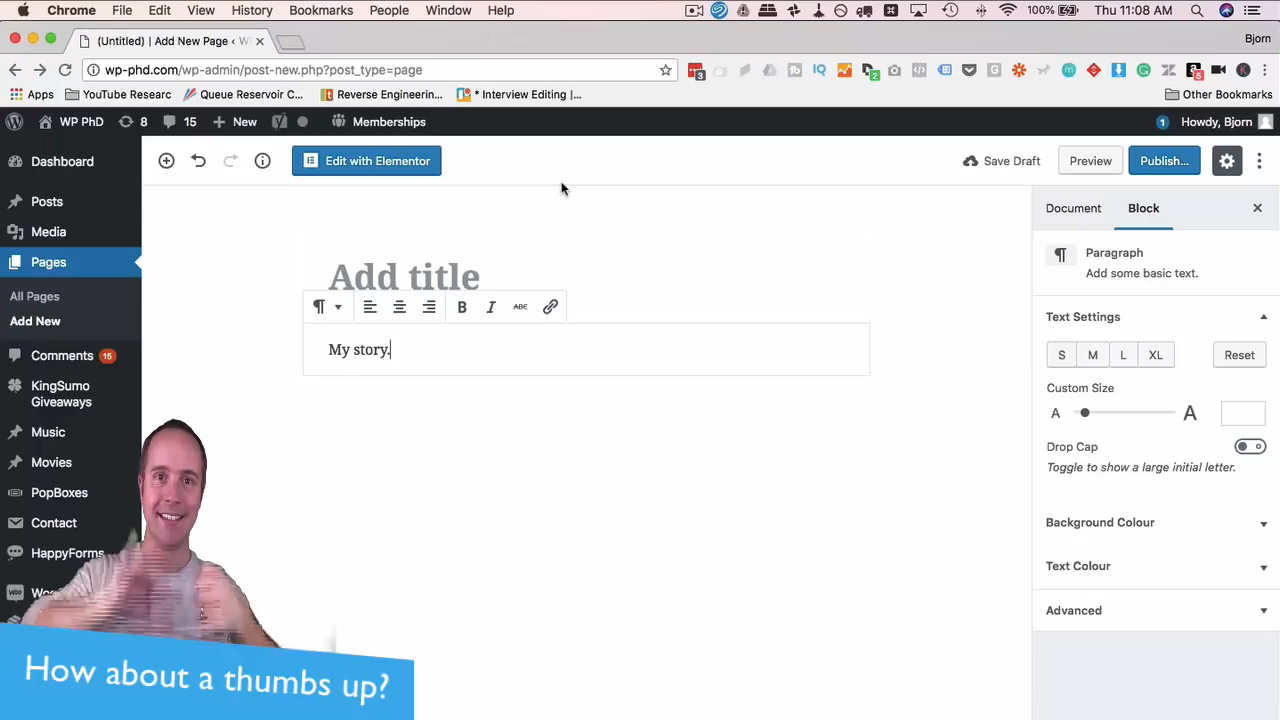 Chrome File Edit View History Bookmarks People Window Help 100% Thu 11:08 AM
(Untitled) | Add New Page ‹ W
Bjorn
wp-phd.com/wp-admin/post-new.php?post_type=page
Apps YouTube Researc Queue Reservoir C... Reverse Engineerin... * Interview Editing |... Other Bookmarks
WP PhD 8 15 New Memberships 1 Howdy, Bjorn
Dashboard
Posts
Media
Pages
All Pages
Add New
Comments 15
KingSumo
Giveaways
Music
Movies
PopBoxes
Contact
HappyForms
Edit with Elementor
Save Draft Preview Publish...
Add title
B I ABC
My story.
Document Block
Paragraph
Add some basic text.
Text Settings
S M L XL Reset
Custom Size
A A
Drop Cap
Toggle to show a large initial letter.
Background Colour
Text Colour
Advanced
How about a thumbs up?